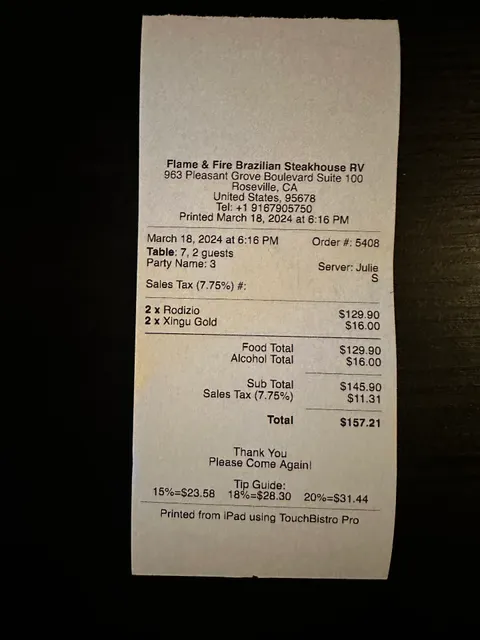 Flame & Fire Brazilian Steakhouse RV
963 Pleasant Grove Boulevard Suite 100
Roseville, CA
United States, 95678
Tel: +1 9167905750
Printed March 18, 2024 at 6:16 PM
March 18, 2024 at 6:16 PM Order #: 5408
Table: 7, 2 guests
Party Name: 3 Server: Julie
S
Sales Tax (7.75%) #:
2 x Rodizio $129.90
2 x Xingu Gold $16.00
Food Total $129.90
Alcohol Total $16.00
Sub Total $145.90
Sales Tax (7.75%) $11.31
Total $157.21
Thank You
Please Come Again!
Tip Guide:
15%=$23.58 18%=$28.30 20%=$31.44
Printed from iPad using TouchBistro Pro